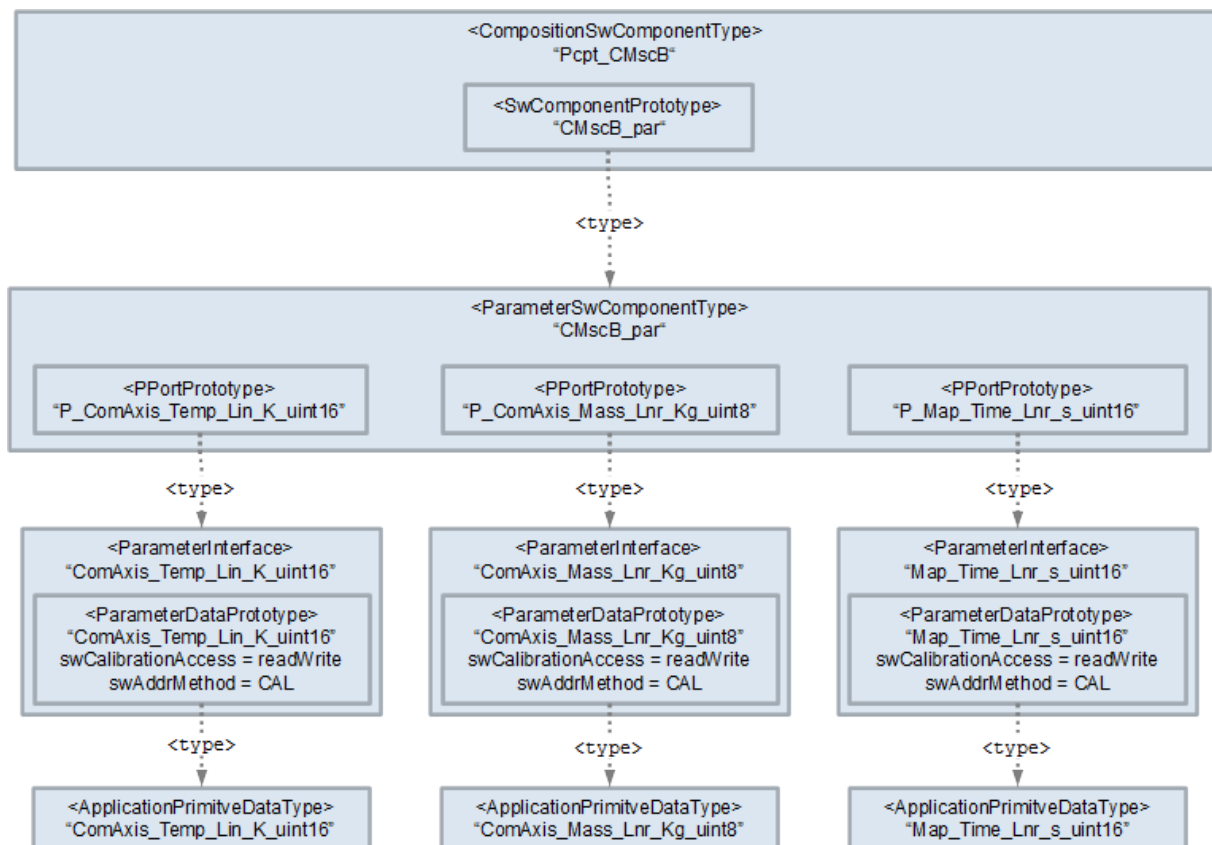 <CompositionSwComponentType>
“Pcpt_CMscB”
<SwComponentPrototype>
“CMscB_par“
<type>
<ParameterSwComponentType>
“CMscB_par“
<PPortPrototype>
“P_ComAxis_Temp_Lin_K_uint16”
<PPortPrototype>
“P_ComAxis_Mass_Lnr_Kg_uint8”
<PPortPrototype>
“P_Map_Time_Lnr_s_uint16”
<type>
<type>
<type>
<ParameterInterface>
“ComAxis_Temp_Lin_K_uint16”
<ParameterDataPrototype>
“ComAxis_Temp_Lin_K_uint16”
swCalibrationAccess = readWrite
swAddrMethod = CAL
<ParameterInterface>
“ComAxis_Mass_Lnr_Kg_uint8”
<ParameterDataPrototype>
“ComAxis_Mass_Lnr_Kg_uint8”
swCalibrationAccess = readWrite
swAddrMethod = CAL
<ParameterInterface>
“Map_Time_Lnr_s_uint16”
<ParameterDataPrototype>
“Map_Time_Lnr_s_uint16”
swCalibrationAccess = readWrite
swAddrMethod = CAL
<type>
<type>
<type>
<ApplicationPrimitveDataType>
“ComAxis_Temp_Lin_K_uint16”
<ApplicationPrimitveDataType>
“ComAxis_Mass_Lnr_Kg_uint8”
<ApplicationPrimitveDataType>
“Map_Time_Lnr_s_uint16”